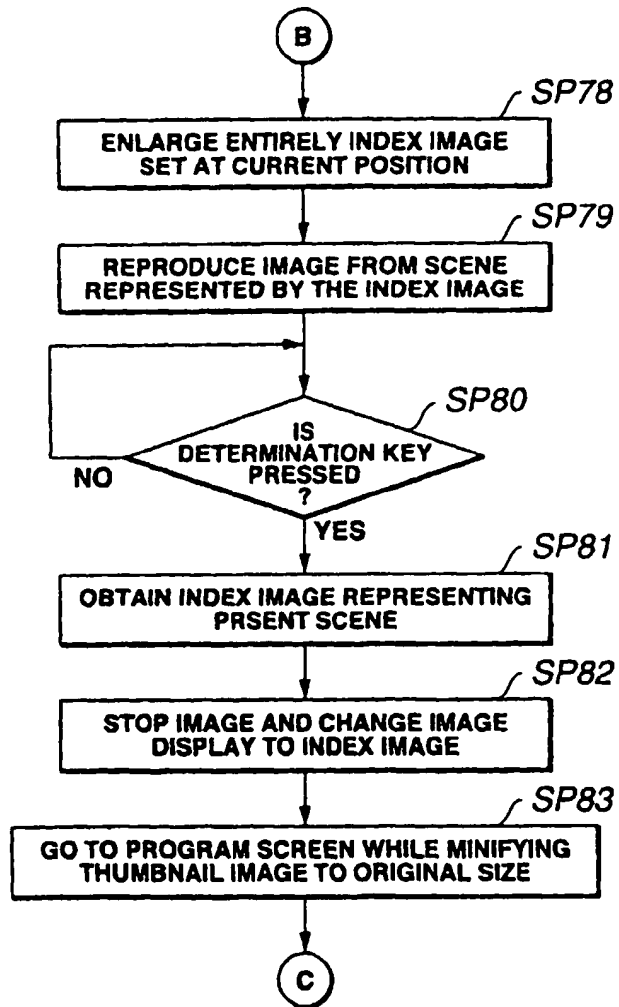 B
SP78
ENLARGE ENTIRELY INDEX IMAGE
SET AT CURRENT POSITION
SP79
REPRODUCE IMAGE FROM SCENE
REPRESENTED BY THE INDEX IMAGE
SP80
IS
DETERMINATION KEY
PRESSED
?
NO
YES
SP81
OBTAIN INDEX IMAGE REPRESENTING
PRSENT SCENE
SP82
STOP IMAGE AND CHANGE IMAGE
DISPLAY TO INDEX IMAGE
SP83
GO TO PROGRAM SCREEN WHILE MINIFYING
THUMBNAIL IMAGE TO ORIGINAL SIZE
C